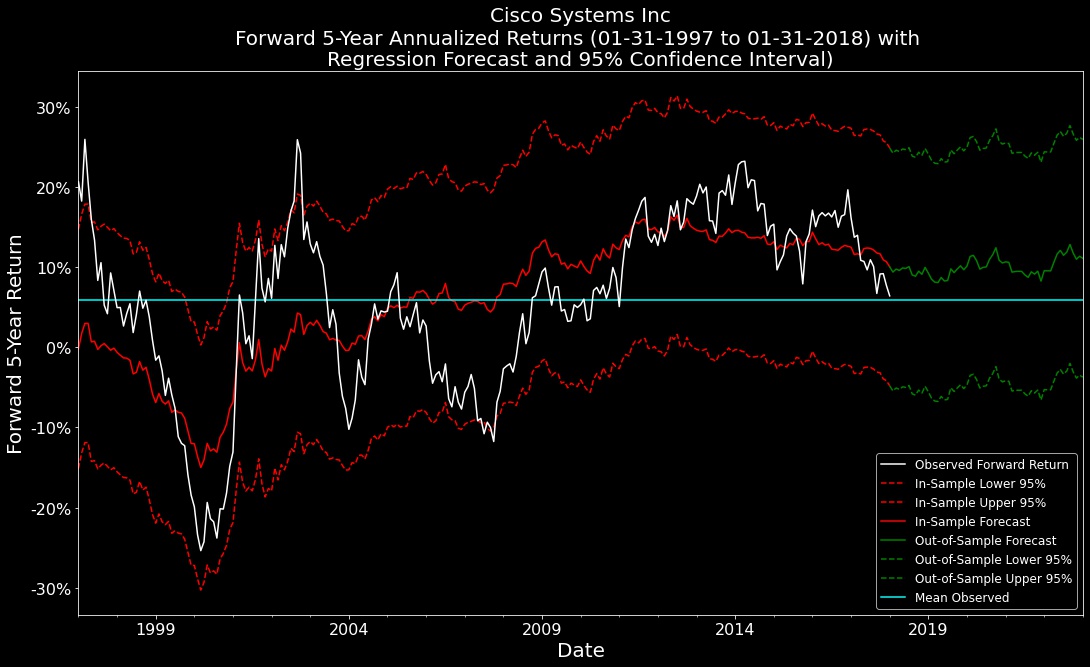 Cisco Systems Inc
Forward 5-Year Annualized Returns (01-31-1997 to 01-31-2018) with
Regression Forecast and 95% Confidence Interval)
Forward 5-Year Return
30%
20%
10%
0%
-10%
-20%
-30%
Observed Forward Return
In-Sample Lower 95%
In-Sample Upper 95%
In-Sample Forecast
Out-of-Sample Forecast
Out-of-Sample Lower 95%
Out-of-Sample Upper 95%
Mean Observed
1999 2004 2009 2014 2019
Date